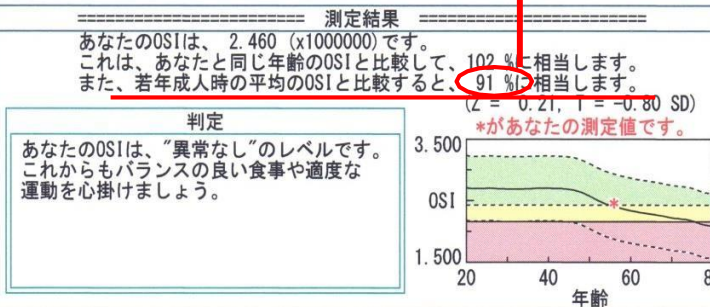 測定結果
あなたのOSIは、 2.460 (x1000000)です。
これは、あなたと同じ年齢のOSIと比較して、102 %に相当します。
また、若年成人時の平均のOSIと比較すると、 91 %に相当します。
(Z = 0.21, T = -0.80 SD)
判定
あなたのOSIは、"異常なし"のレベルです。
これからもバランスの良い食事や適度な
運動を心掛けましょう。
*があなたの測定値です。
3.500
OSI
*
1.500
20 40 60 8
年齢